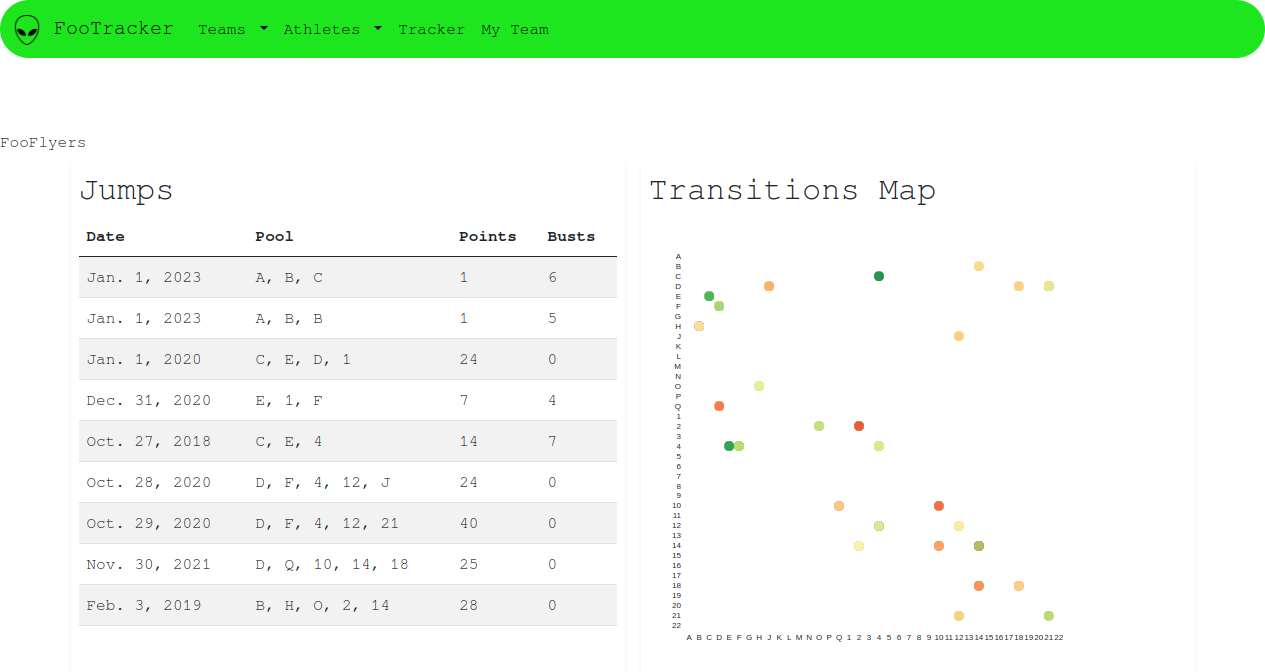 FooTracker Teams Athletes Tracker My Team
FooFlyers
Jumps
Date Pool Points Busts
Jan. 1, 2023 A, B, C 1 6
Jan. 1, 2023 A, B, B 1 5
Jan. 1, 2020 C, E, D, 1 24 0
Dec. 31, 2020 E, 1, F 7 4
Oct. 27, 2018 C, E, 4 14 7
Oct. 28, 2020 D, F, 4, 12, J 24 0
Oct. 29, 2020 D, F, 4, 12, 21 40 0
Nov. 30, 2021 D, Q, 10, 14, 18 25 0
Feb. 3, 2019 B, H, O, 2, 14 28 0
Transitions Map
A
B
C
D
E
F
G
H
J
K
L
M
N
O
P
Q
1
2
3
4
5
6
7
8
9
10
11
12
13
14
15
16
17
18
19
20
21
22
A B C D E F G H J K L M N O P Q 1 2 3 4 5 6 7 8 9 10 11 12 13 14 15 16 17 18 19 20 21 22